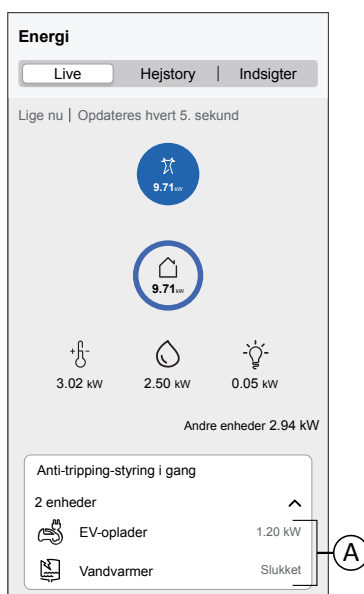 Energi
Live Hejstory | Indsigter
Lige nu | Opdateres hvert 5. sekund
9.71 kW
9.71 kW
3.02 kW 2.50 kW 0.05 kW
Andre enheder 2.94 kW
Anti-tripping-styring i gang
2 enheder
EV-oplader 1.20 kW
Vandvarmer Slukket
A